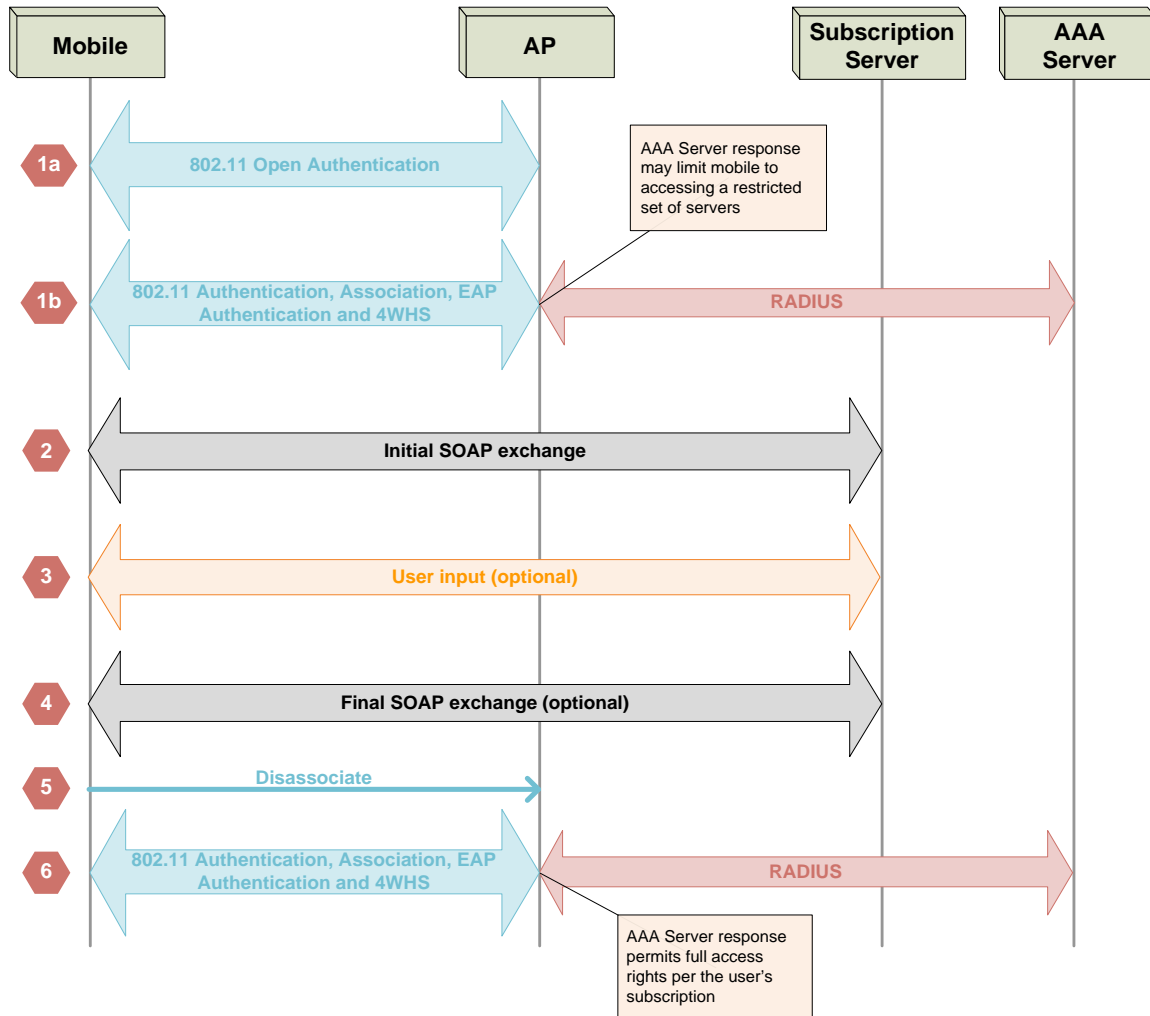 Mobile
AP
Subscription
Server
AAA
Server
1a
802.11 Open Authentication
AAA Server response
may limit mobile to
accessing a restricted
set of servers
1b
802.11 Authentication, Association, EAP
Authentication and 4WHS
RADIUS
2
Initial SOAP exchange
3
User input (optional)
4
Final SOAP exchange (optional)
5
Disassociate
6
802.11 Authentication, Association, EAP
Authentication and 4WHS
RADIUS
AAA Server response
permits full access
rights per the user’s
subscription